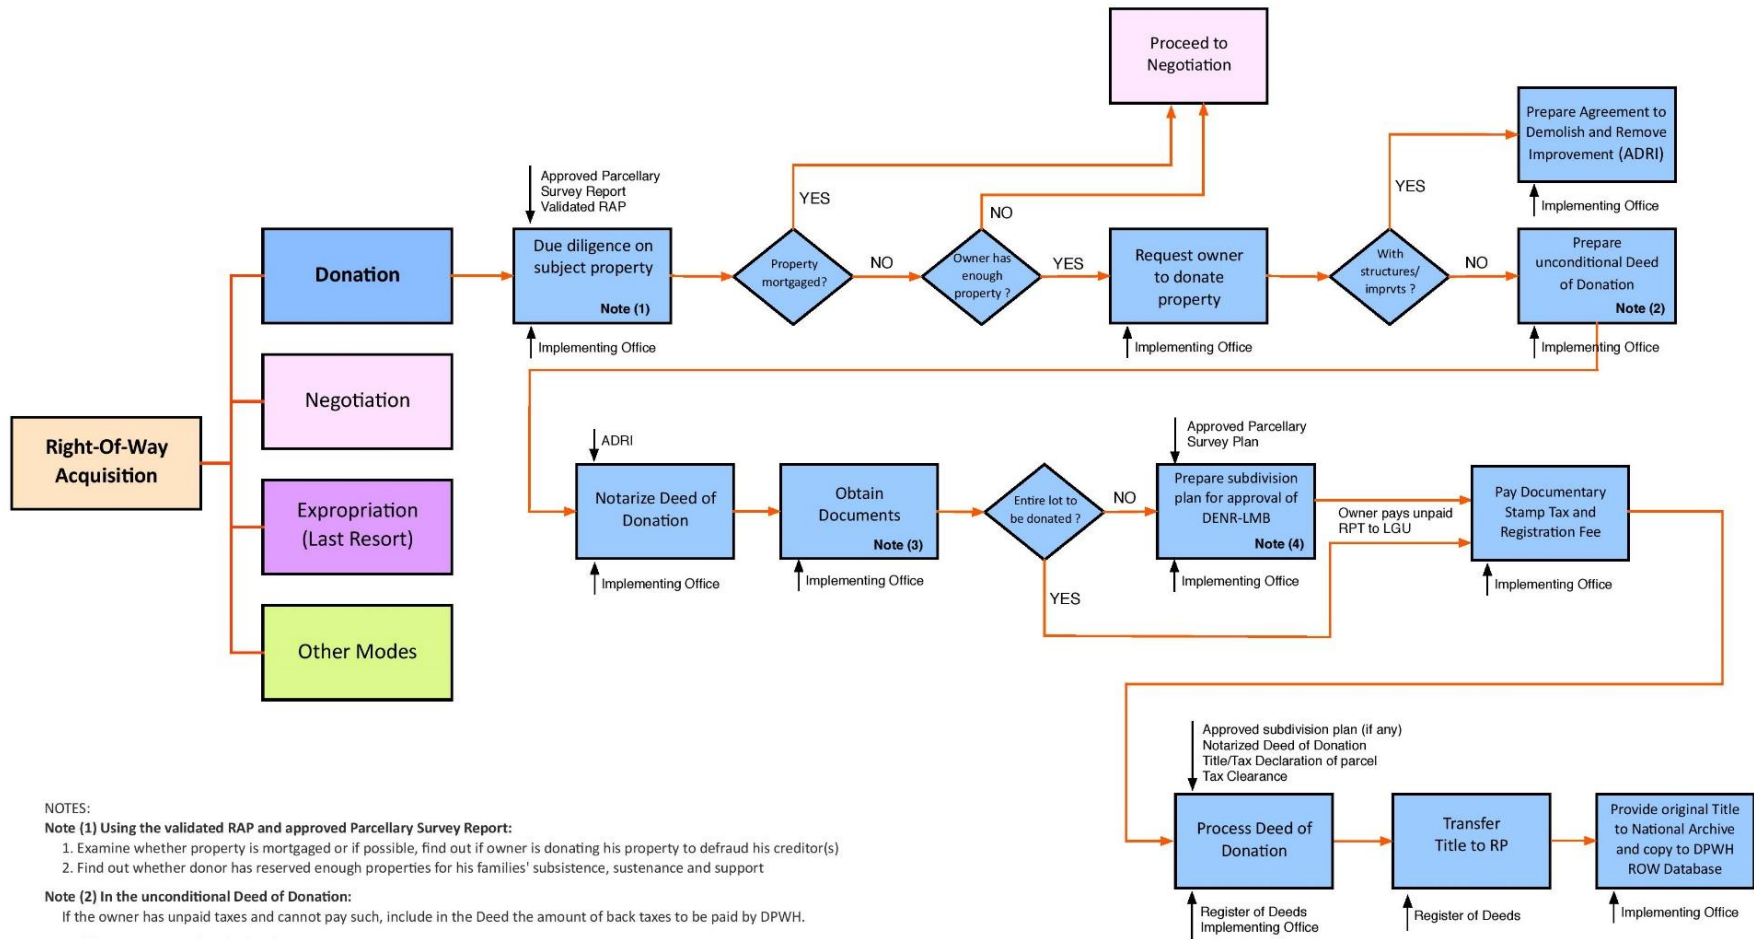 Proceed to
Negotiation
Prepare Agreement to
Demolish and Remove
Improvement (ADRI)
Implementing Office
YES
Approved Parcellary
Survey Report
Validated RAP
YES
NO
Donation
Due diligence on
subject property
Note (1)
Implementing Office
Property
mortgaged?
NO
Owner has
enough
property ?
YES
Request owner
to donate
property
Implementing Office
With
structures/
imprvts ?
NO
Prepare
unconditional Deed
of Donation
Note (2)
Implementing Office
Negotiation
Right-Of-Way
Acquisition
Expropriation
(Last Resort)
Other Modes
ADRI
Notarize Deed of
Donation
Implementing Office
Obtain
Documents
Note (3)
Implementing Office
Entire lot to
be donated ?
NO
YES
Approved Parcellary
Survey Plan
Prepare subdivision
plan for approval of
DENR-LMB
Note (4)
Implementing Office
Owner pays unpaid
RPT to LGU
Pay Documentary
Stamp Tax and
Registration Fee
Implementing Office
Approved subdivision plan (if any)
Notarized Deed of Donation
Title/Tax Declaration of parcel
Tax Clearance
Process Deed of
Donation
Register of Deeds
Implementing Office
Transfer
Title to RP
Register of Deeds
Provide original Title
to National Archive
and copy to DPWH
ROW Database
Implementing Office
NOTES:
Note (1) Using the validated RAP and approved Parcellary Survey Report:
1. Examine whether property is mortgaged or if possible, find out if owner is donating his property to defraud his creditor(s)
2. Find out whether donor has reserved enough properties for his families' subsistence, sustenance and support
Note (2) In the unconditional Deed of Donation:
If the owner has unpaid taxes and cannot pay such, include in the Deed the amount of back taxes to be paid by DPWH.